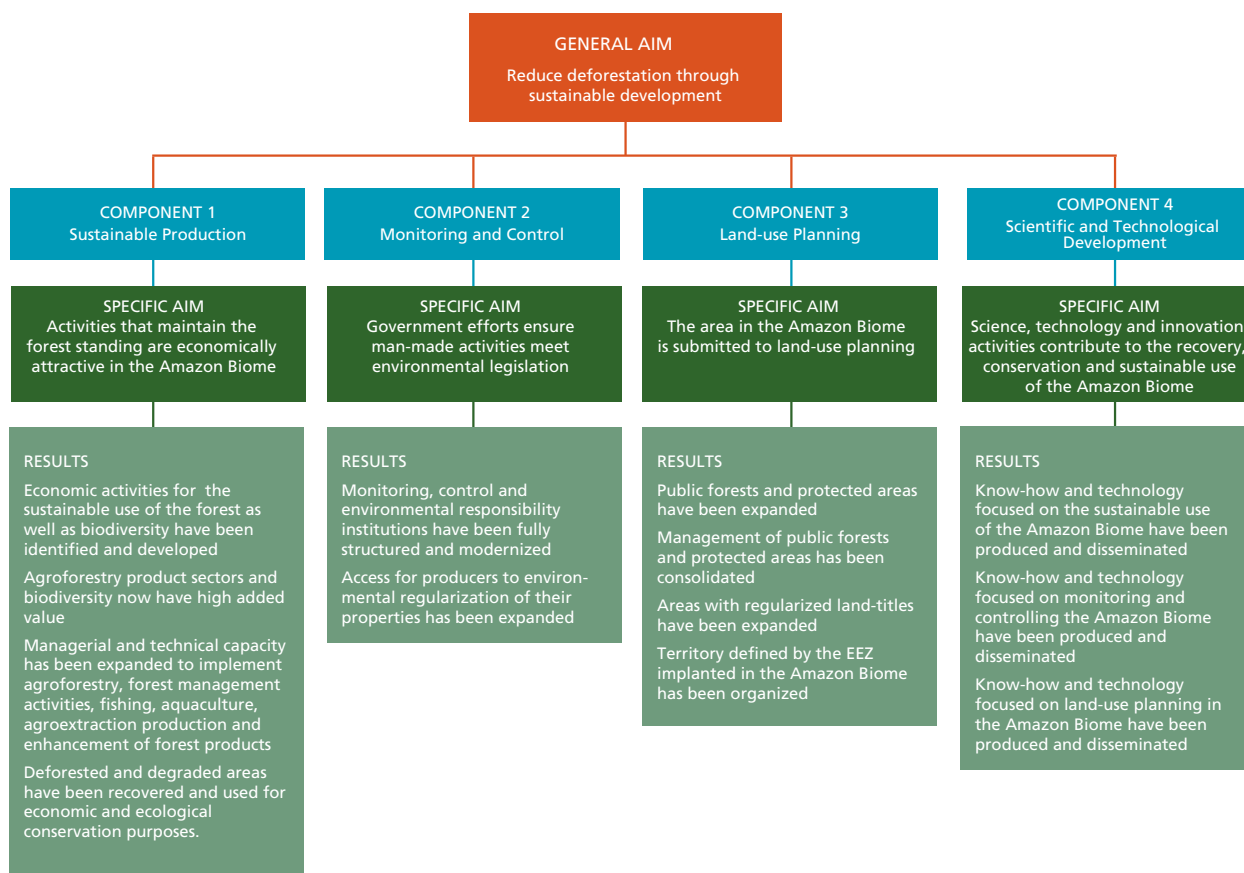 GENERAL AIM
Reduce deforestation through
sustainable development
COMPONENT 1
Sustainable Production
SPECIFIC AIM
Activities that maintain the
forest standing are economically
attractive in the Amazon Biome
RESULTS
Economic activities for the
sustainable use of the forest as
well as biodiversity have been
identified and developed
Agroforestry product sectors and
biodiversity now have high added
value
Managerial and technical capacity
has been expanded to implement
agroforestry, forest management
activities, fishing, aquaculture,
agroextraction production and
enhancement of forest products
Deforested and degraded areas
have been recovered and used for
economic and ecological
conservation purposes.
COMPONENT 2
Monitoring and Control
SPECIFIC AIM
Government efforts ensure
man-made activities meet
environmental legislation
RESULTS
Monitoring, control and
environmental responsibility
institutions have been fully
structured and modernized
Access for producers to environ-
mental regularization of their
properties has been expanded
COMPONENT 3
Land-use Planning
SPECIFIC AIM
The area in the Amazon Biome
is submitted to land-use planning
RESULTS
Public forests and protected areas
have been expanded
Management of public forests
and protected areas has been
consolidated
Areas with regularized land-titles
have been expanded
Territory defined by the EEZ
implanted in the Amazon Biome
has been organized
COMPONENT 4
Scientific and Technological
Development
SPECIFIC AIM
Science, technology and innovation
activities contribute to the recovery,
conservation and sustainable use
of the Amazon Biome
RESULTS
Know-how and technology
focused on the sustainable use
of the Amazon Biome have been
produced and disseminated
Know-how and technology
focused on monitoring and
controlling the Amazon Biome
have been produced and
disseminated
Know-how and technology
focused on land-use planning in
the Amazon Biome have been
produced and disseminated